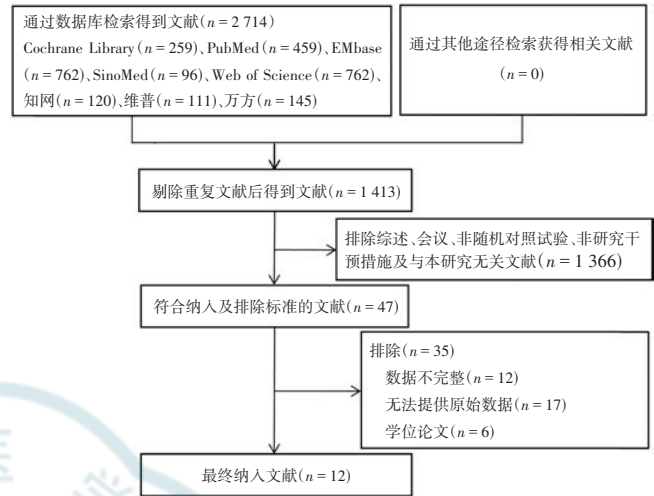 通过数据库检索得到文献(n=2 714)
Cochrane Library(n=259)、PubMed(n=459)、EMbase
(n=762)、SinoMed(n=96)、Web of Science(n=762)、
知网(n=120)、维普(n=111)、万方(n=145)
通过其他途径检索获得相关文献
(n=0)
剔除重复文献后得到文献(n=1 413)
排除综述、会议、非随机对照试验、非研究干
预措施及与本研究无关文献(n=1 366)
符合纳入及排除标准的文献(n=47)
排除(n=35)
数据不完整(n=12)
无法提供原始数据(n=17)
学位论文(n=6)
最终纳入文献(n=12)